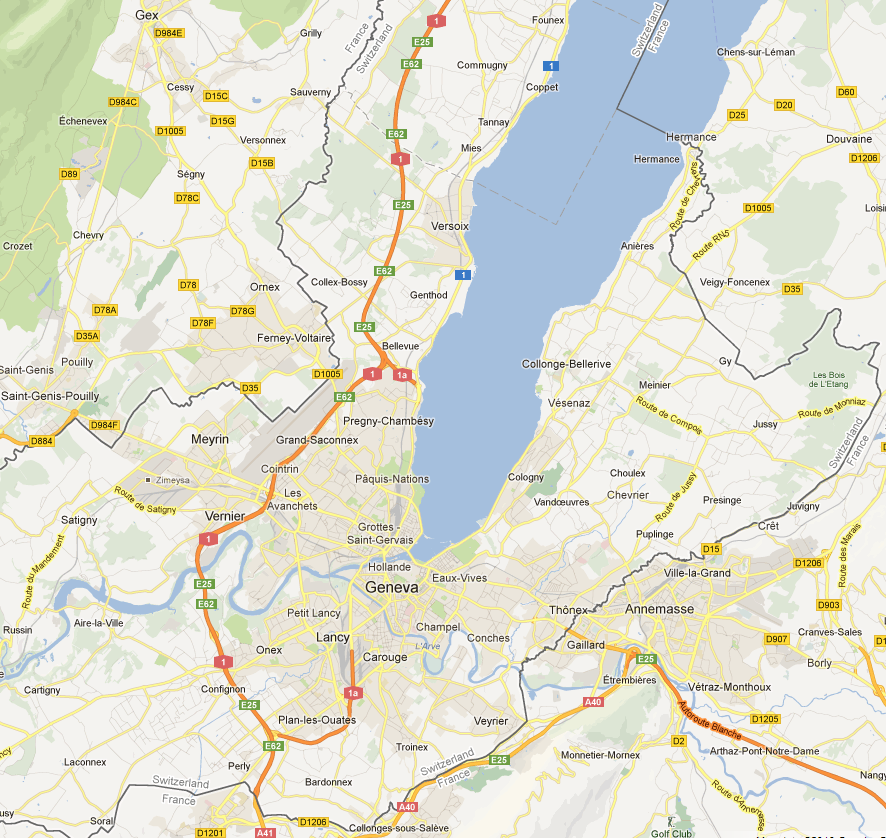 Gex
D984E
Grilly
France
Switzerland
1
E25
Founex
Switzerland
France
Chens-sur-Léman
E62
Commugny
1
Coppet
Cessy
D15C
Sauverny
D984C
D60
D20
D25
Échenevex
D1005
D15G
Versonnex
Tannay
E62
Hermance
Douvaine
Mies
Hermance
D1206
D15B
1
D89
Ségny
D78C
E25
Route de Chevrens
D1005
Loisin
Versoix
Chevry
Crozet
Route RN5
Anières
E62
1
Collex-Bossy
Veigy-Foncenex
D35
D78
Ornex
Genthod
D78A
D78G
D78F
E25
D35A
Ferney-Voltaire
Bellevue
Pouilly
Saint-Genis
D1005
1
1a
Collonge-Bellerive
Gy
Les Bois
de L'Etang
Meinier
D35
E62
Saint-Genis-Pouilly
Vésenaz
Route de Compois
Route de Monniaz
Pregny-Chambésy
Jussy
D984F
D884
Meyrin
Grand-Saconnex
Switzerland
France
Cointrin
Zimeysa
Pâquis-Nations
Cologny
Choulex
Route de Jussy
Les
Avanchets
Chevrier
Vandœuvres
Presinge
Juvigny
Route de Satigny
Vernier
Satigny
Grottes -
Saint-Gervais
Crêt
Puplinge
1
Route du Mandement
D15
Route des Marais
Hollande
D1206
Ville-la-Grand
E25
Geneva
Eaux-Vives
E62
Thônex
Annemasse
D903
Petit Lancy
Aire-la-Ville
Champel
Russin
Lancy
Conches
Cranves-Sales
D907
L'Arve
Gaillard
Onex
Carouge
E25
Borly
1
Étrembières
Cartigny
Confignon
1a
Vétraz-Monthoux
A40
E25
Plan-les-Ouates
Veyrier
Autoroute Blanche
D1205
E62
Troinex
D2
Arthaz-Pont-Notre-Dame
Monnetier-Mornex
Laconnex
Perly
Switzerland
France
E25
Nangy
Switzerland
France
Bardonnex
A40
Soral
D1206
D1201
A41
Collonges-sous-Salève
Golf Club